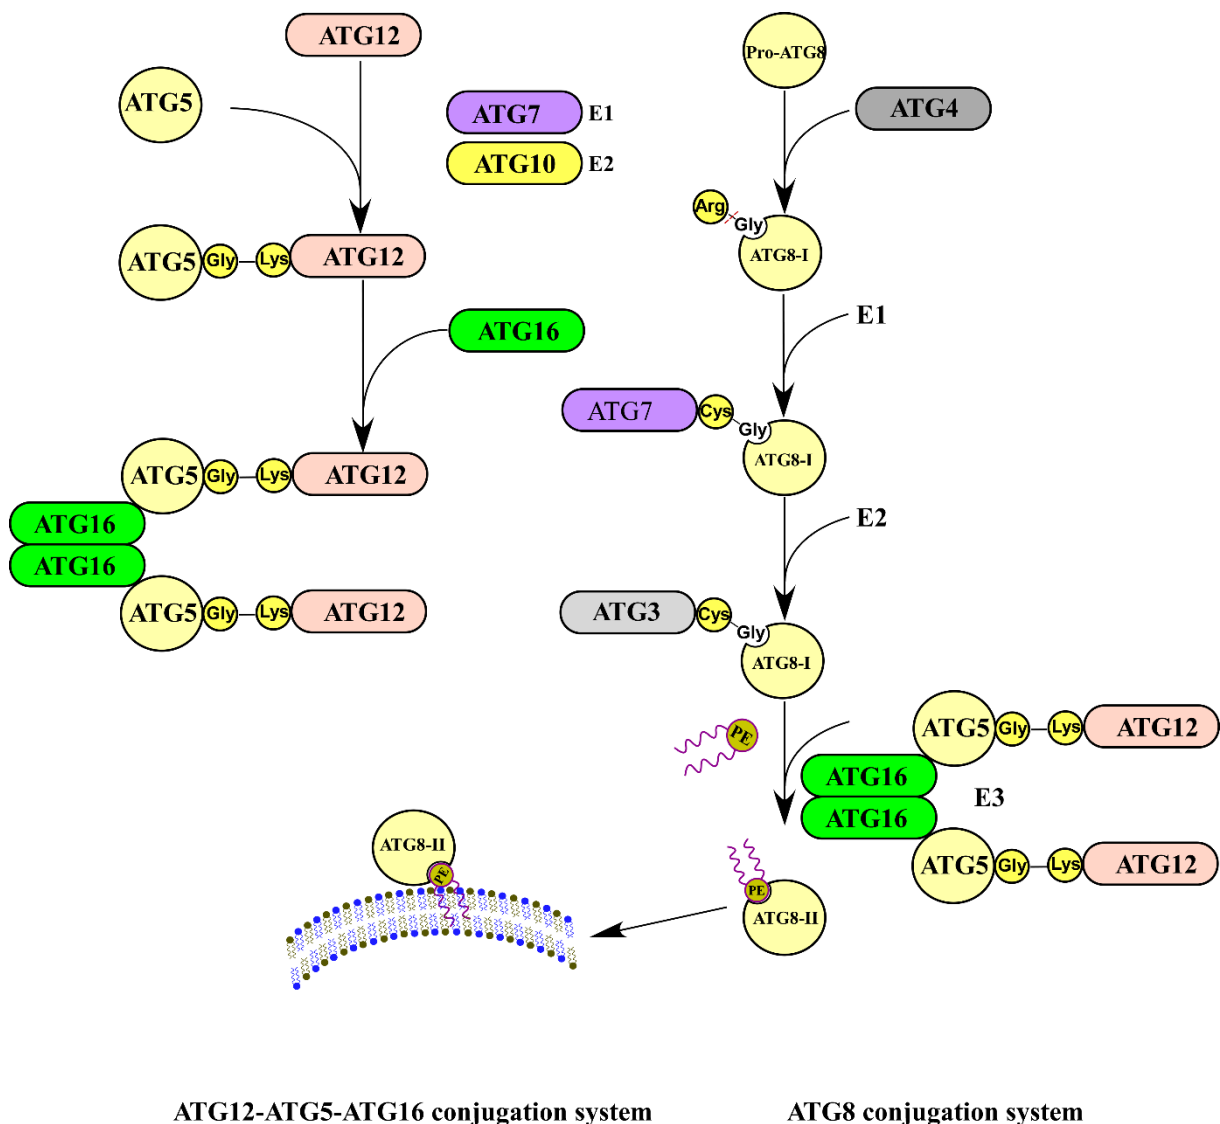 ATG12
ATG5
ATG7 E1
ATG10 E2
ATG5 Gly Lys ATG12
ATG16
ATG5 Gly Lys ATG12
ATG16
ATG16
ATG5 Gly Lys ATG12
Pro-ATG8
ATG4
Arg
Gly
ATG8-I
E1
ATG7 Cys
Gly
ATG8-I
E2
ATG3 Cys
Gly
ATG8-I
PE
ATG5 Gly Lys ATG12
ATG16
E3
ATG16
ATG5 Gly Lys ATG12
PE
ATG8-II
ATG8-II
PE
ATG12-ATG5-ATG16 conjugation system
ATG8 conjugation system